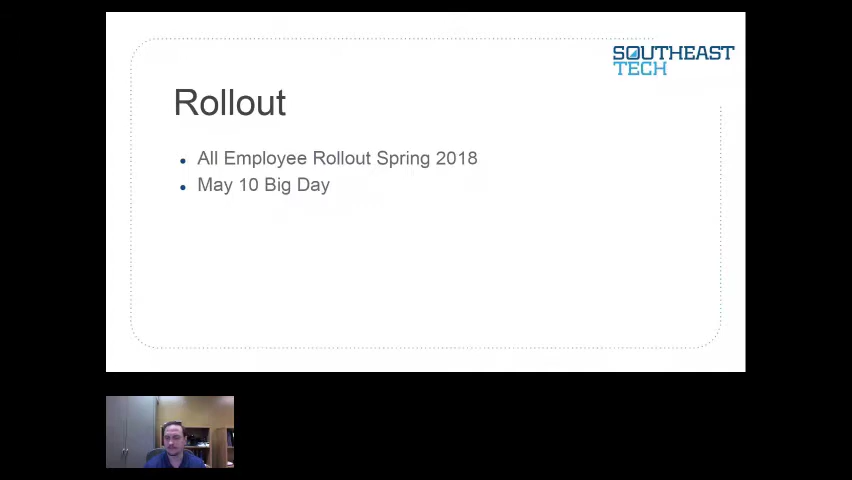 SOUTHEAST
TECH
Rollout
All Employee Rollout Spring 2018
May 10 Big Day